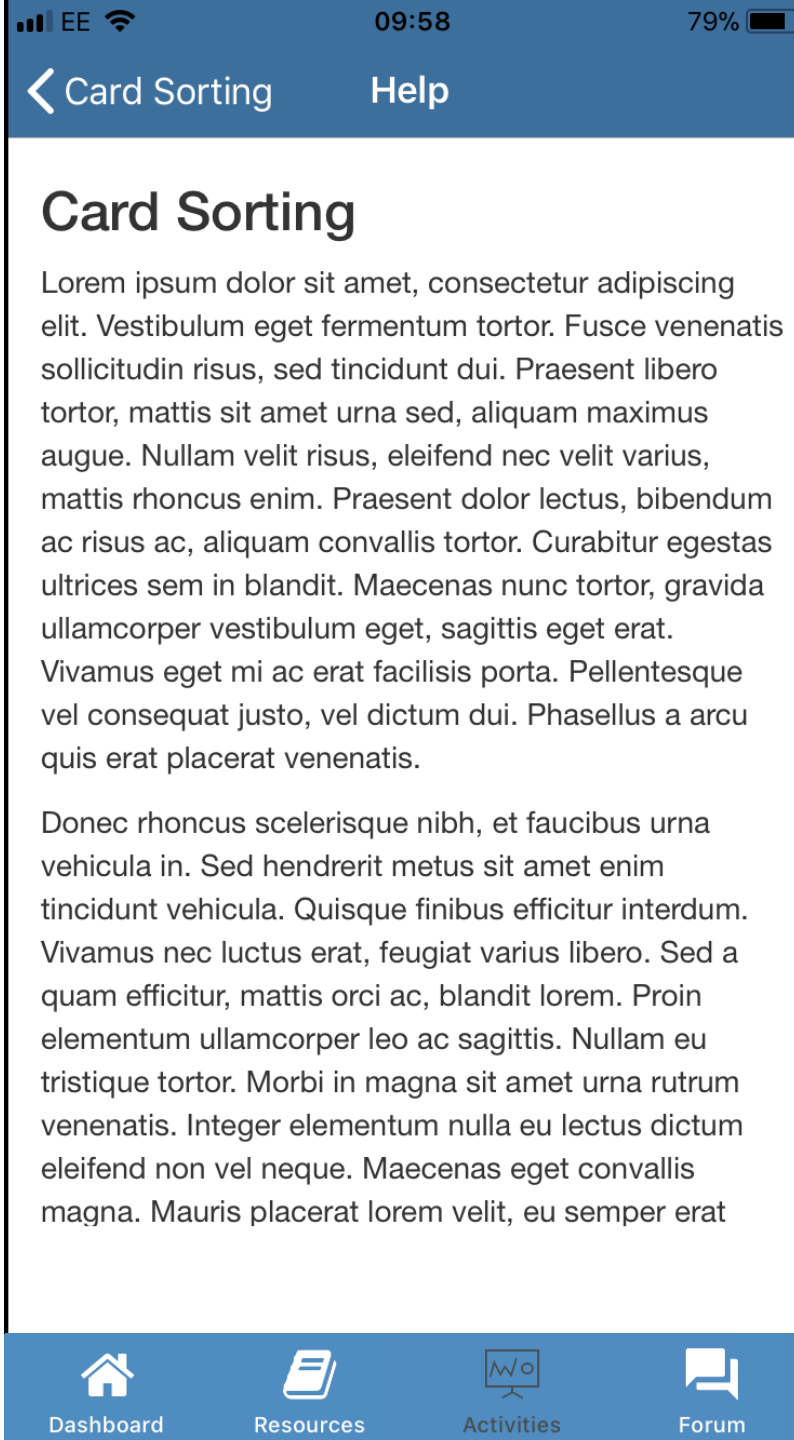 EE 09:58 79%
Card Sorting Help
Card Sorting
Lorem ipsum dolor sit amet, consectetur adipiscing
elit. Vestibulum eget fermentum tortor. Fusce venenatis
sollicitudin risus, sed tincidunt dui. Praesent libero
tortor, mattis sit amet urna sed, aliquam maximus
augue. Nullam velit risus, eleifend nec velit varius,
mattis rhoncus enim. Praesent dolor lectus, bibendum
ac risus ac, aliquam convallis tortor. Curabitur egestas
ultrices sem in blandit. Maecenas nunc tortor, gravida
ullamcorper vestibulum eget, sagittis eget erat.
Vivamus eget mi ac erat facilisis porta. Pellentesque
vel consequat justo, vel dictum dui. Phasellus a arcu
quis erat placerat venenatis.
Donec rhoncus scelerisque nibh, et faucibus urna
vehicula in. Sed hendrerit metus sit amet enim
tincidunt vehicula. Quisque finibus efficitur interdum.
Vivamus nec luctus erat, feugiat varius libero. Sed a
quam efficitur, mattis orci ac, blandit lorem. Proin
elementum ullamcorper leo ac sagittis. Nullam eu
tristique tortor. Morbi in magna sit amet urna rutrum
venenatis. Integer elementum nulla eu lectus dictum
eleifend non vel neque. Maecenas eget convallis
magna. Mauris placerat lorem velit, eu semper erat
Dashboard Resources Activities Forum